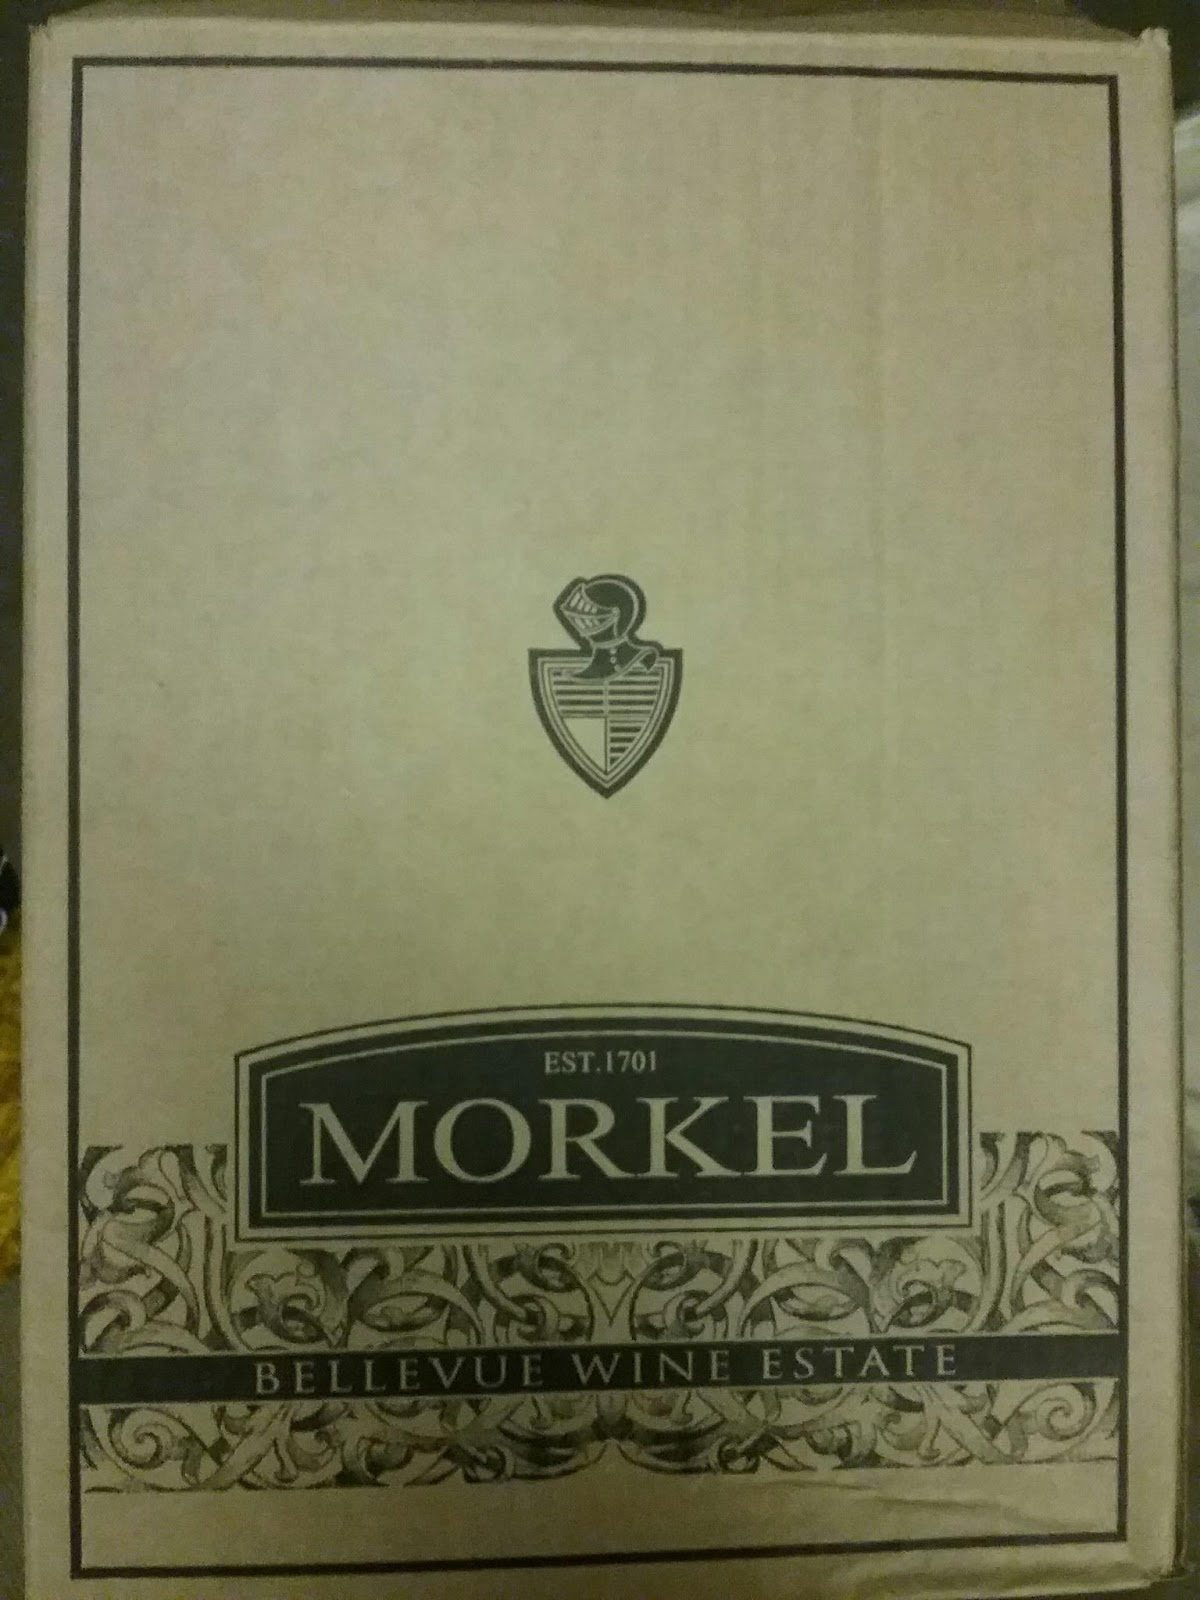 EST.1701
MORKEL
BELLEVUE WINE ESTATE